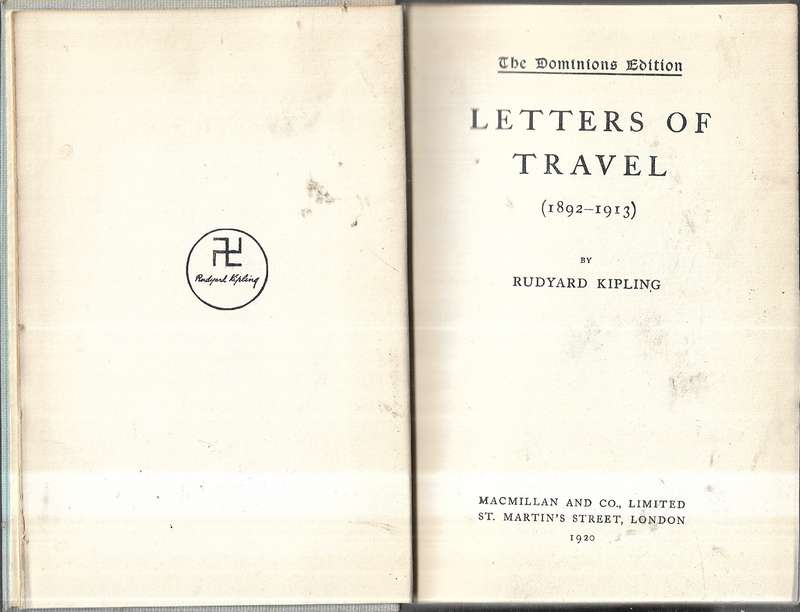 Rudyard Kipling
The Dominions Edition
LETTERS OF
TRAVEL
(1892–1913)
BY
RUDYARD KIPLING
MACMILLAN AND CO., LIMITED
ST. MARTIN'S STREET, LONDON
1920